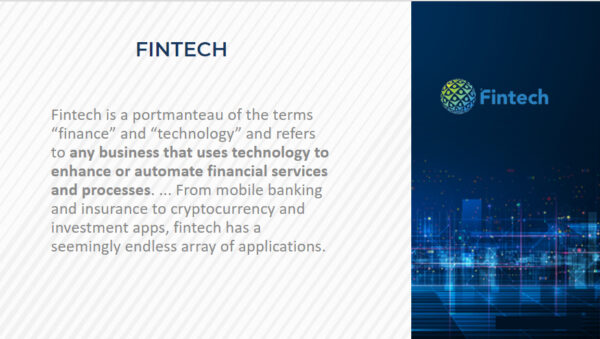 FINTECH
Fintech is a portmanteau of the terms
“finance” and “technology” and refers
to any business that uses technology to
enhance or automate financial services
and processes. ... From mobile banking
and insurance to cryptocurrency and
investment apps, fintech has a
seemingly endless array of applications.
Fintech